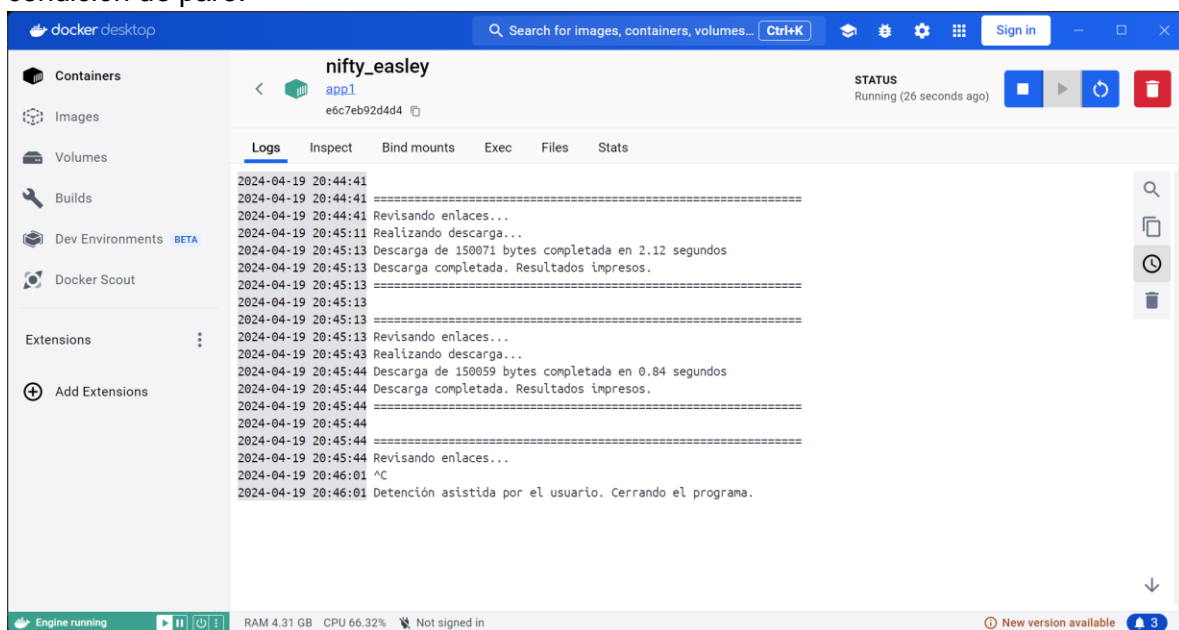 docker desktop
Search for images, containers, volumes... Ctrl+K
Sign in
Containers
Images
Volumes
Builds
Dev Environments BETA
Docker Scout
Extensions
Add Extensions
nifty_easley
app1
e6c7eb92d4d4
STATUS
Running (26 seconds ago)
Logs Inspect Bind mounts Exec Files Stats
2024-04-19 20:44:41
2024-04-19 20:44:41 ===============================================================
2024-04-19 20:44:41 Revisando enlaces...
2024-04-19 20:45:11 Realizando descarga...
2024-04-19 20:45:13 Descarga de 150071 bytes completada en 2.12 segundos
2024-04-19 20:45:13 Descarga completada. Resultados impresos.
2024-04-19 20:45:13 ===============================================================
2024-04-19 20:45:13
2024-04-19 20:45:13 ===============================================================
2024-04-19 20:45:13 Revisando enlaces...
2024-04-19 20:45:43 Realizando descarga...
2024-04-19 20:45:44 Descarga de 150059 bytes completada en 0.84 segundos
2024-04-19 20:45:44 Descarga completada. Resultados impresos.
2024-04-19 20:45:44 ===============================================================
2024-04-19 20:45:44
2024-04-19 20:45:44 ===============================================================
2024-04-19 20:45:44 Revisando enlaces...
2024-04-19 20:46:01 ^C
2024-04-19 20:46:01 Detención asistida por el usuario. Cerrando el programa.
Engine running
RAM 4.31 GB CPU 66.32% Not signed in
New version available 3